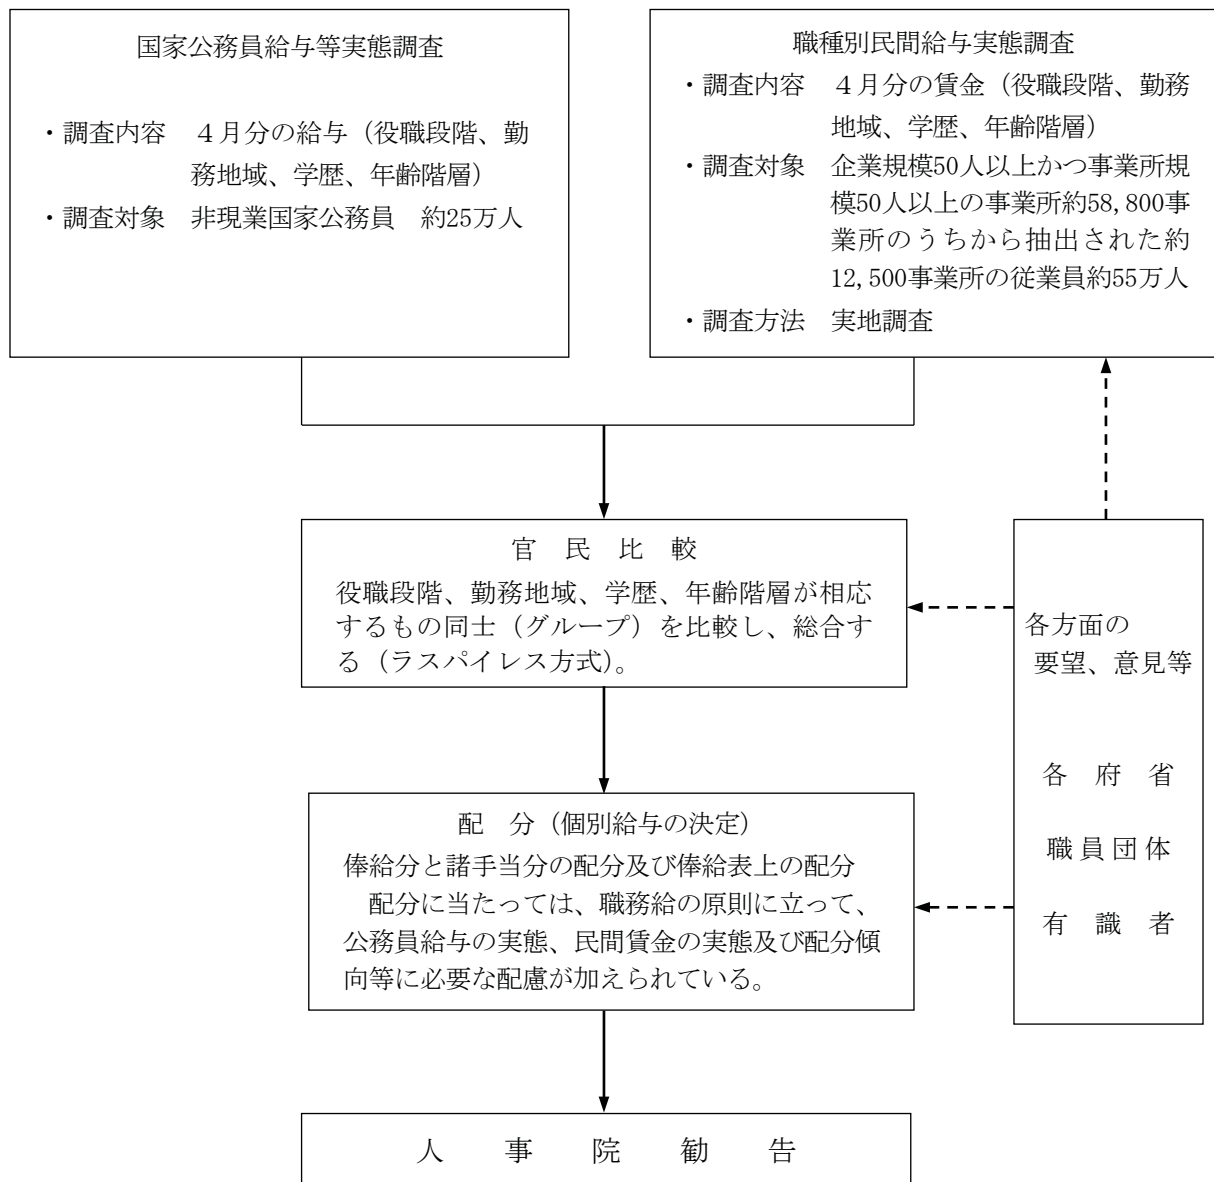 国家公務員給与等実態調査
・調査内容　４月分の給与（役職段階、勤
務地域、学歴、年齢階層）
・調査対象　非現業国家公務員　約25万人
職種別民間給与実態調査
・調査内容　４月分の賃金（役職段階、勤務
地域、学歴、年齢階層）
・調査対象　企業規模50人以上かつ事業所規
模50人以上の事業所約58,800事
業所のうちから抽出された約
12,500事業所の従業員約55万人
・調査方法　実地調査
官　民　比　較
役職段階、勤務地域、学歴、年齢階層が相応
するもの同士（グループ）を比較し、総合す
る（ラスパイレス方式）。
配　分（個別給与の決定）
俸給分と諸手当分の配分及び俸給表上の配分
配分に当たっては、職務給の原則に立って、
公務員給与の実態、民間賃金の実態及び配分傾
向等に必要な配慮が加えられている。
各方面の
要望、意見等
各　府　省
職員団体
有　識　者
人　事　院　勧　告